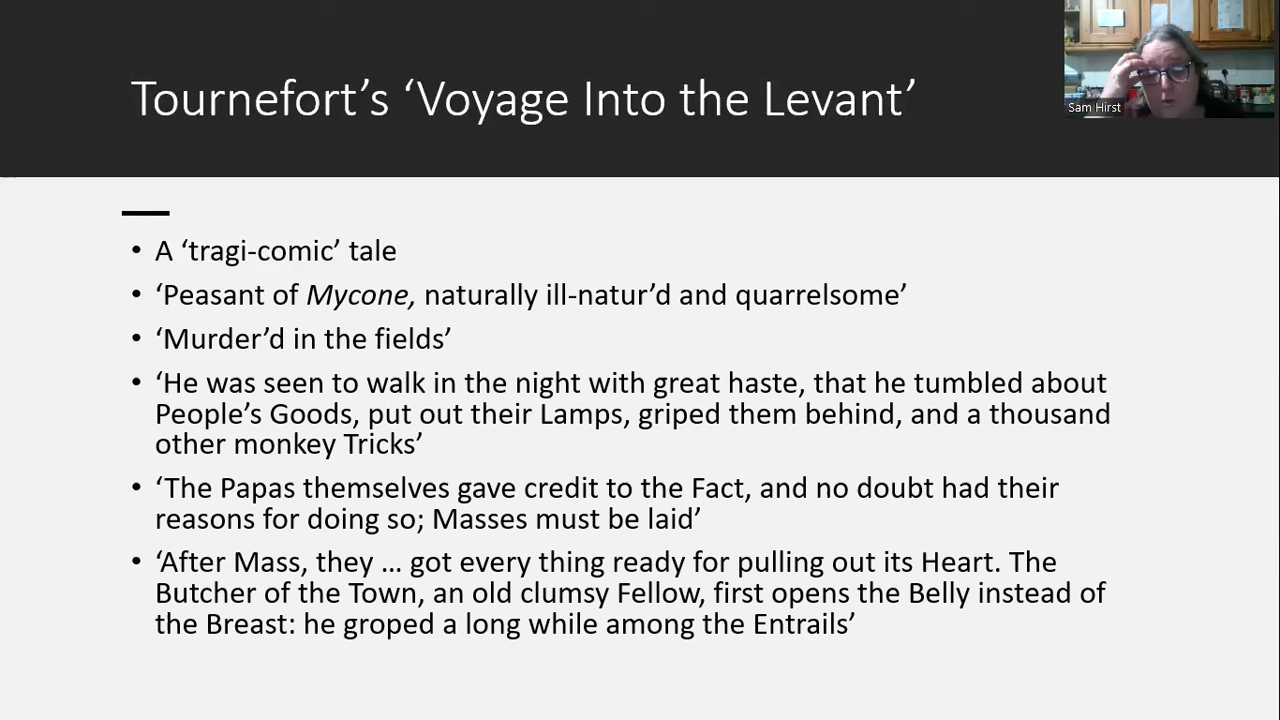 Tournefort’s ‘Voyage Into the Levant’
Sam Hirst
• A ‘tragi-comic’ tale
• ‘Peasant of Mycone, naturally ill-natur’d and quarrelsome’
• ‘Murder’d in the fields’
• ‘He was seen to walk in the night with great haste, that he tumbled about
People’s Goods, put out their Lamps, griped them behind, and a thousand
other monkey Tricks’
• ‘The Papas themselves gave credit to the Fact, and no doubt had their
reasons for doing so; Masses must be laid’
• ‘After Mass, they … got every thing ready for pulling out its Heart. The
Butcher of the Town, an old clumsy Fellow, first opens the Belly instead of
the Breast: he groped a long while among the Entrails’